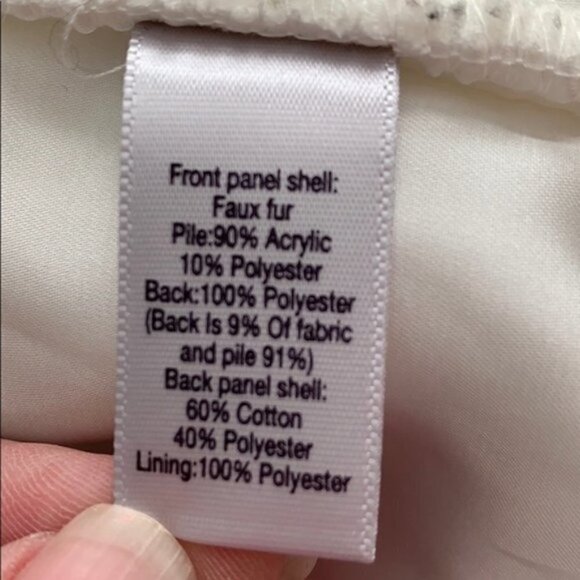 Front panel shell:
Faux fur
Pile:90% Acrylic
10% Polyester
Back:100% Polyester
(Back Is 9% Of fabric
and pile 91%)
Back panel shell:
60% Cotton
40% Polyester
Lining:100% Polyester